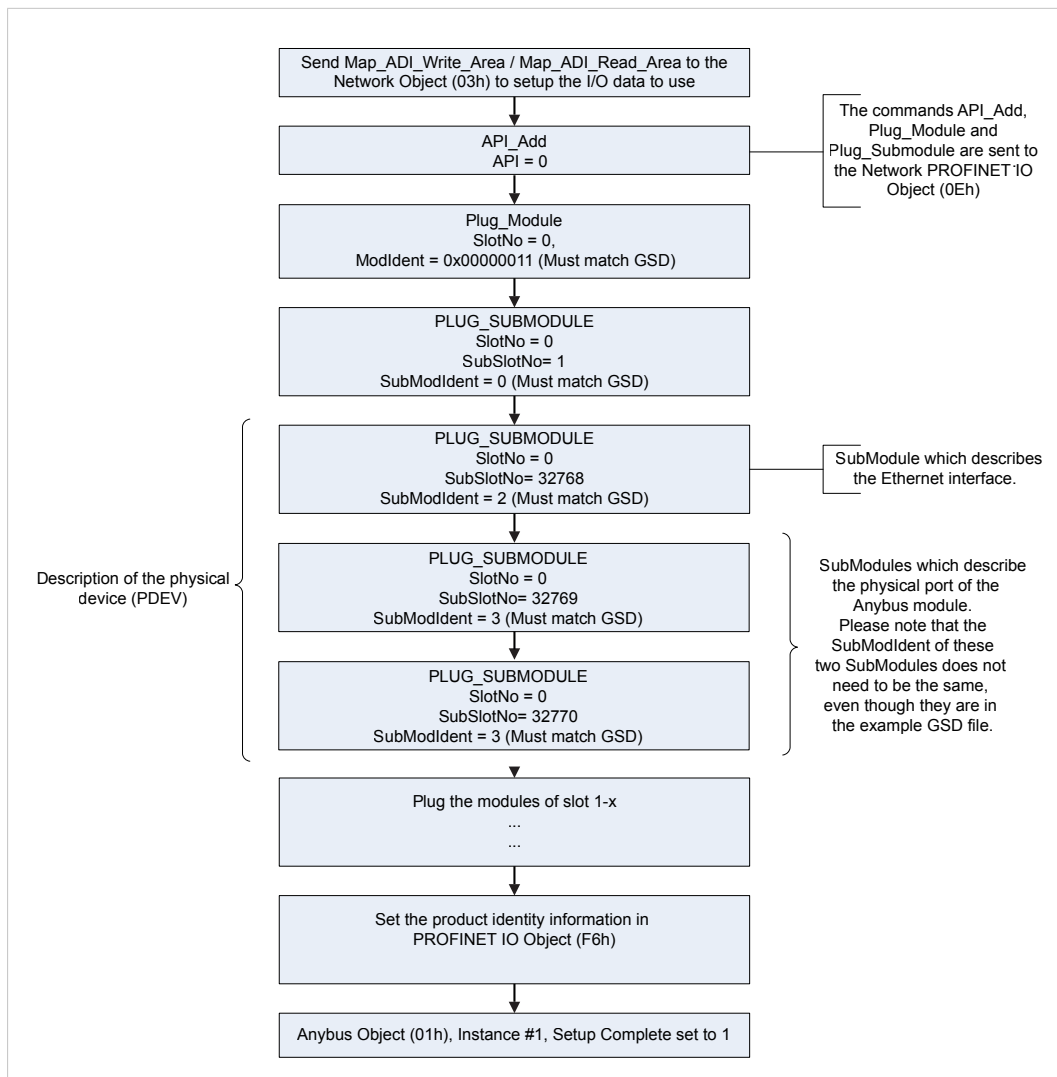 Send Map_ADI_Write_Area / Map_ADI_Read_Area to the
Network Object (03h) to setup the I/O data to use
API_Add
API = 0
The commands API_Add,
Plug_Module and
Plug_Submodule are sent to
the Network PROFINET IO
Object (0Eh)
Plug_Module
SlotNo = 0,
ModIdent = 0x00000011 (Must match GSD)
PLUG_SUBMODULE
SlotNo = 0
SubSlotNo= 1
SubModIdent = 0 (Must match GSD)
PLUG_SUBMODULE
SlotNo = 0
SubSlotNo= 32768
SubModIdent = 2 (Must match GSD)
SubModule which describes
the Ethernet interface.
Description of the physical
device (PDEV)
PLUG_SUBMODULE
SlotNo = 0
SubSlotNo= 32769
SubModIdent = 3 (Must match GSD)
PLUG_SUBMODULE
SlotNo = 0
SubSlotNo= 32770
SubModIdent = 3 (Must match GSD)
SubModules which describe
the physical port of the
Anybus module.
Please note that the
SubModIdent of these
two SubModules does not
need to be the same,
even though they are in
the example GSD file.
Plug the modules of slot 1-x
...
...
Set the product identity information in
PROFINET IO Object (F6h)
Anybus Object (01h), Instance #1, Setup Complete set to 1